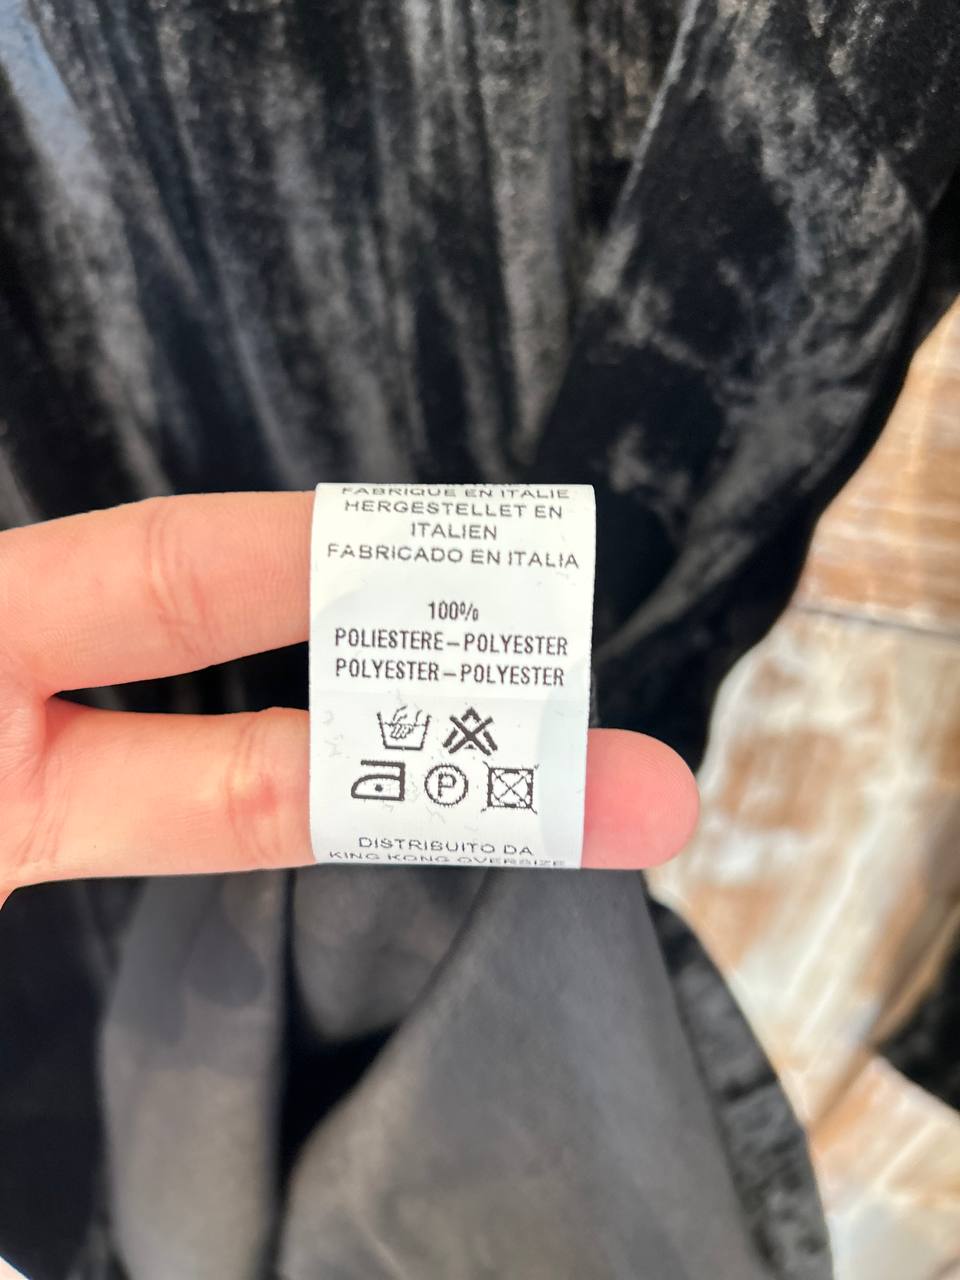 FABRIQUE EN ITALIE
HERGESTELLET EN
ITALIEN
FABRICADO EN ITALIA
100%
POLIESTERE-POLYESTER
POLYESTER-POLYESTER
P
DISTRIBUITO DA
KING KONG OVERSIZE